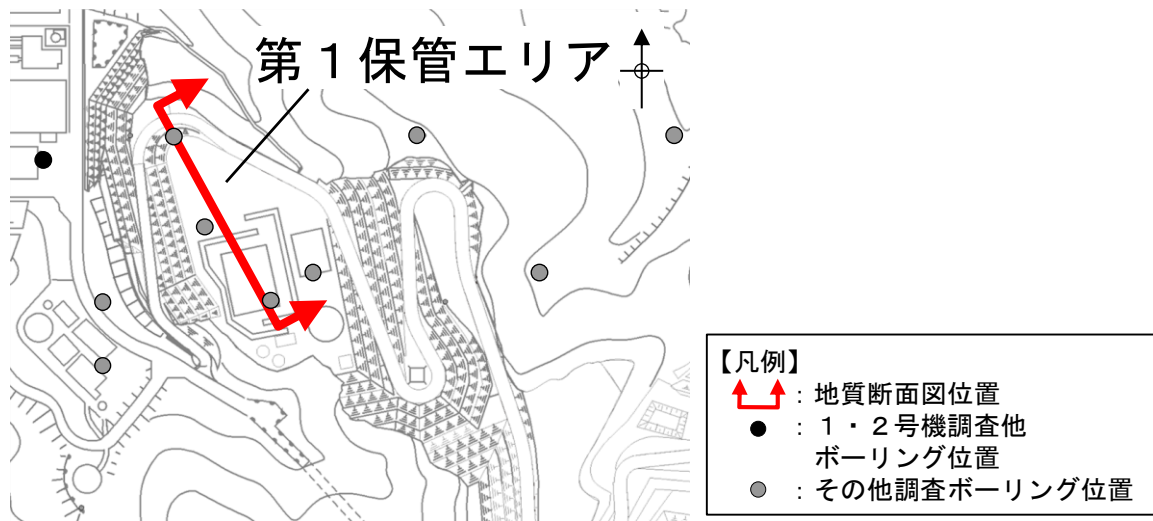 第１保管エリア
【凡例】
：地質断面図位置
：１・２号機調査他
ボーリング位置
：その他調査ボーリング位置